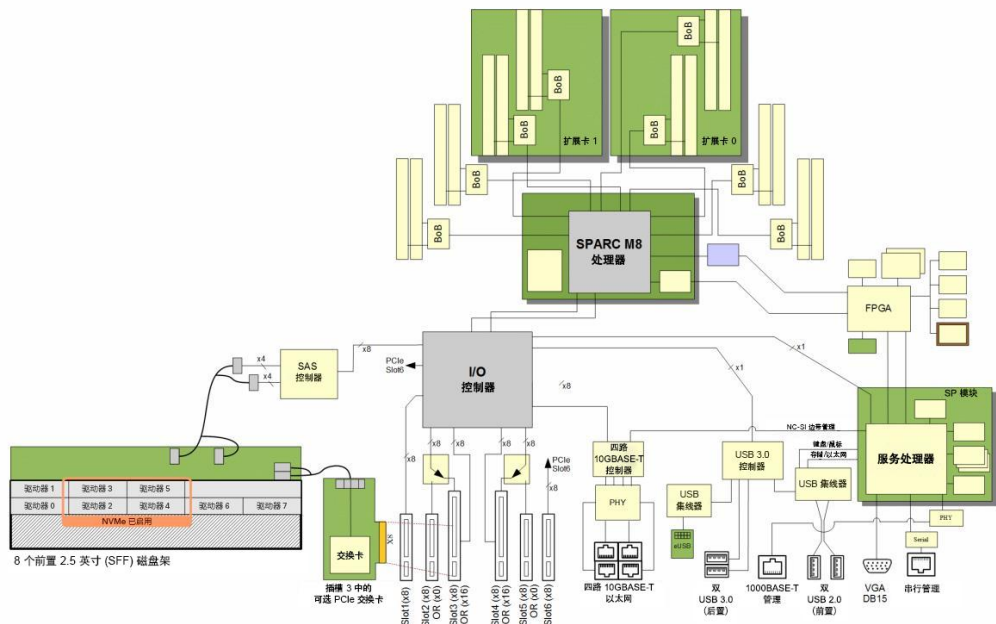 BoB
BoB
BoB
BoB
扩展卡 1
扩展卡 0
BoB
BoB
BoB
BoB
SPARC M8
处理器
FPGA
x4
x4
SAS
控制器
x8
PCIe
Slot6
I/O
控制器
x8
x1
x1
SP 模块
NC-SI 边带管理
键盘/鼠标
存储/以太网
服务处理器
x8
x8
x8
x8
PCIe
Slot6
x8
四路
10GBASE-T
控制器
PHY
USB 3.0
控制器
USB
集线器
eUSB
USB 集线器
PHY
Serial
驱动器 1
驱动器 3
驱动器 5
驱动器 0
驱动器 2
驱动器 4
驱动器 6
驱动器 7
NVMe 已启用
8 个前置 2.5 英寸 (SFF) 磁盘架
交换卡
x8
插槽 3 中的
可选 PCIe 交换卡
Slot1 (x8)
Slot2 (x8)
OR (x0)
Slot3 (x8)
OR (x16)
Slot4 (x8)
OR (x16)
Slot5 (x8)
OR (x0)
Slot6 (x8)
四路 10GBASE-T
以太网
双
USB 3.0
(后置)
1000BASE-T
管理
双
USB 2.0
(前置)
VGA
DB15
串行管理